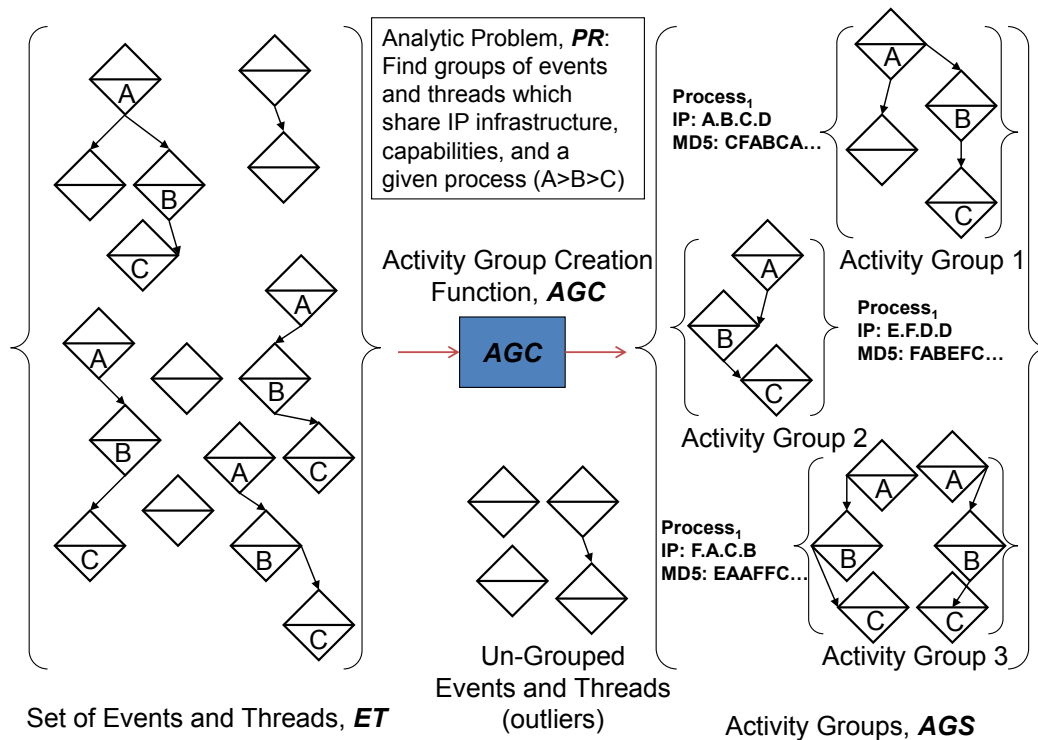 Analytic Problem, PR:
Find groups of events
and threads which
share IP infrastructure,
capabilities, and a
given process (A>B>C)
A
B
C
A
B
C
A
B
C
A
B
C
Set of Events and Threads, ET
Activity Group Creation
Function, AGC
AGC
Un-Grouped
Events and Threads
(outliers)
Process₁
IP: A.B.C.D
MD5: CFABCA…
A
B
C
Activity Group 1
A
B
C
Process₁
IP: E.F.D.D
MD5: FABEFC…
Activity Group 2
Process₁
IP: F.A.C.B
MD5: EAAFFC…
A
A
B
B
C
C
Activity Group 3
Activity Groups, AGS